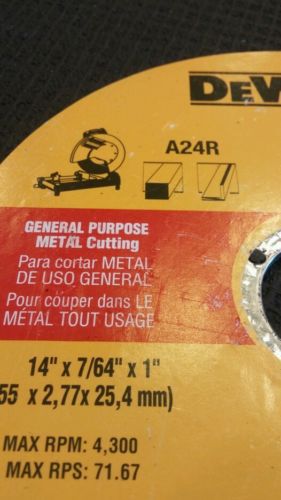 DEW
A24R
GENERAL PURPOSE
METAL Cutting
Para cortar METAL
DE USO GENERAL
Pour couper dans LE
MÉTAL TOUT USAGE
14" x 7/64" x 1"
55 x 2,77x 25,4 mm)
MAX RPM: 4,300
MAX RPS: 71.67